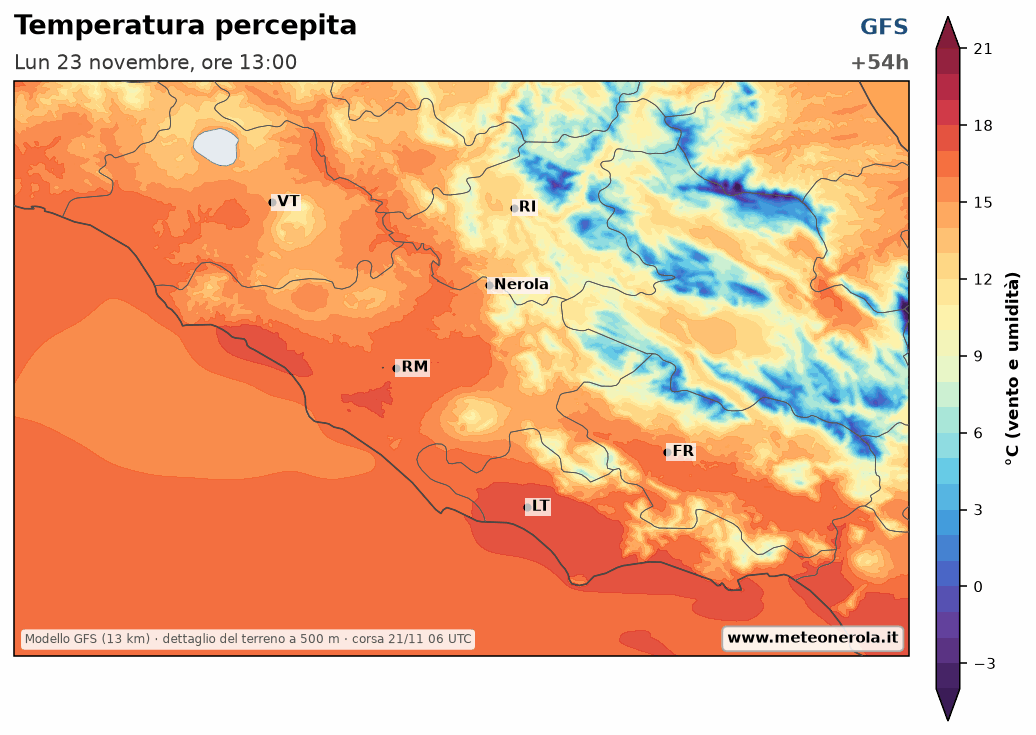 Temperatura percepita
GFS
Lun 23 novembre, ore 13:00
+54h
21
18
15
12
9
6
3
0
−3
°C (vento e umidità)
VT
RI
Nerola
RM
FR
LT
Modello GFS (13 km) · dettaglio del terreno a 500 m · corsa 21/11 06 UTC
www.meteonerola.it